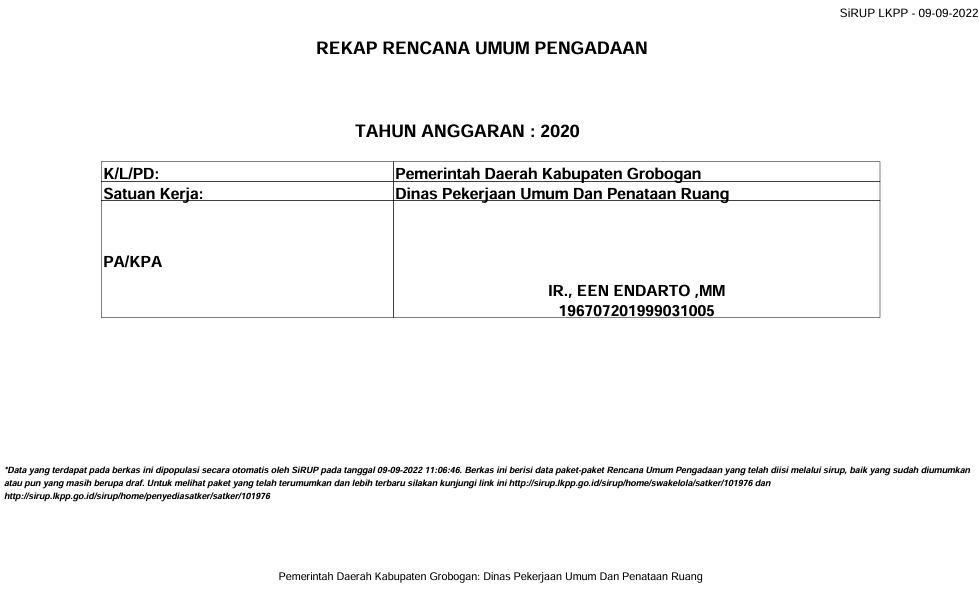 SiRUP LKPP - 09-09-2022
REKAP RENCANA UMUM PENGADAAN
TAHUN ANGGARAN : 2020
K/L/PD: Pemerintah Daerah Kabupaten Grobogan
Satuan Kerja: Dinas Pekerjaan Umum Dan Penataan Ruang
PA/KPA
IR., EEN ENDARTO ,MM
196707201999031005
*Data yang terdapat pada berkas ini dipopulasi secara otomatis oleh SiRUP pada tanggal 09-09-2022 11:06:46. Berkas ini berisi data paket-paket Rencana Umum Pengadaan yang telah diisi melalui sirup, baik yang sudah diumumkan
atau pun yang masih berupa draf. Untuk melihat paket yang telah terumumkan dan lebih terbaru silakan kunjungi link ini http://sirup.lkpp.go.id/sirup/home/swakelola/satker/101976 dan
http://sirup.lkpp.go.id/sirup/home/penyediasatker/satker/101976
Pemerintah Daerah Kabupaten Grobogan: Dinas Pekerjaan Umum Dan Penataan Ruang